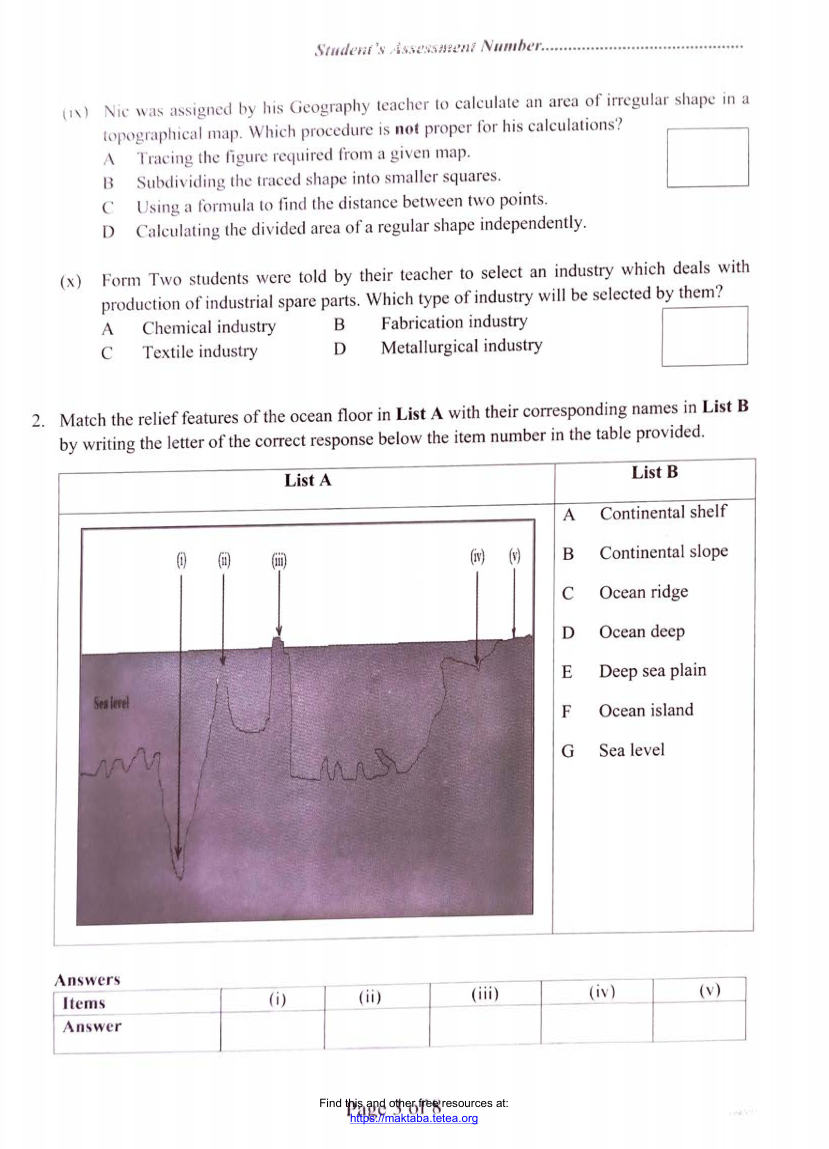 Student's Assessment Number..............................................
(ix) Nic was assigned by his Geography teacher to calculate an area of irregular shape in a
topographical map. Which procedure is not proper for his calculations?
A Tracing the figure required from a given map.
B Subdividing the traced shape into smaller squares.
C Using a formula to find the distance between two points.
D Calculating the divided area of a regular shape independently.
(x) Form Two students were told by their teacher to select an industry which deals with
production of industrial spare parts. Which type of industry will be selected by them?
A Chemical industry B Fabrication industry
C Textile industry D Metallurgical industry
2. Match the relief features of the ocean floor in List A with their corresponding names in List B
by writing the letter of the correct response below the item number in the table provided.
List A List B
(i) (ii) (iii) (iv) (v)
Sea level
A Continental shelf
B Continental slope
C Ocean ridge
D Ocean deep
E Deep sea plain
F Ocean island
G Sea level
Answers
Items (i) (ii) (iii) (iv) (v)
Answer
Page 3 of 8
Find this and other free resources at:
https://maktaba.tetea.org